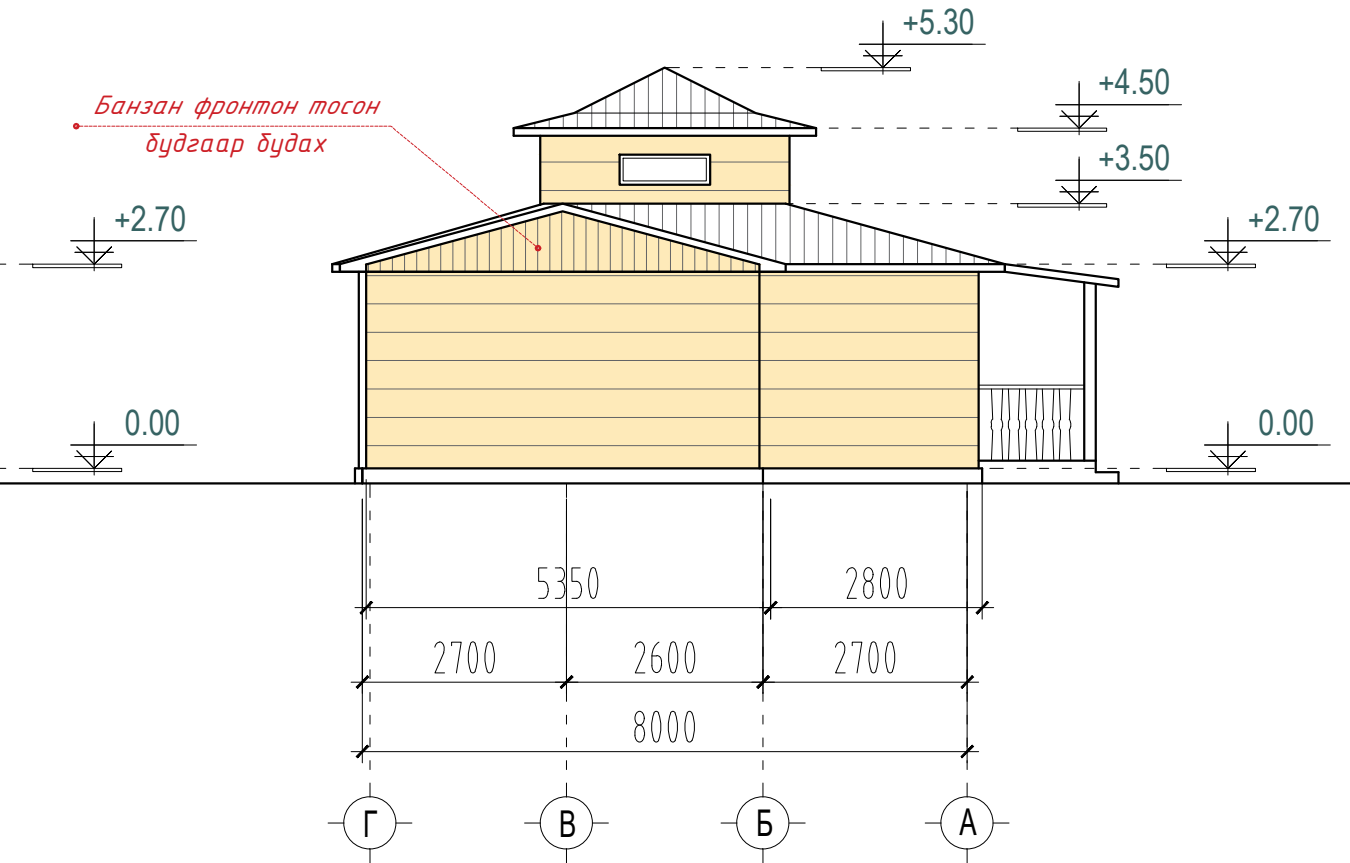 +5.30
+4.50
Банзан фронтон тосон
будгаар будах
+3.50
+2.70
+2.70
0.00
0.00
5350
2800
2700
2600
2700
8000
Г
В
Б
А